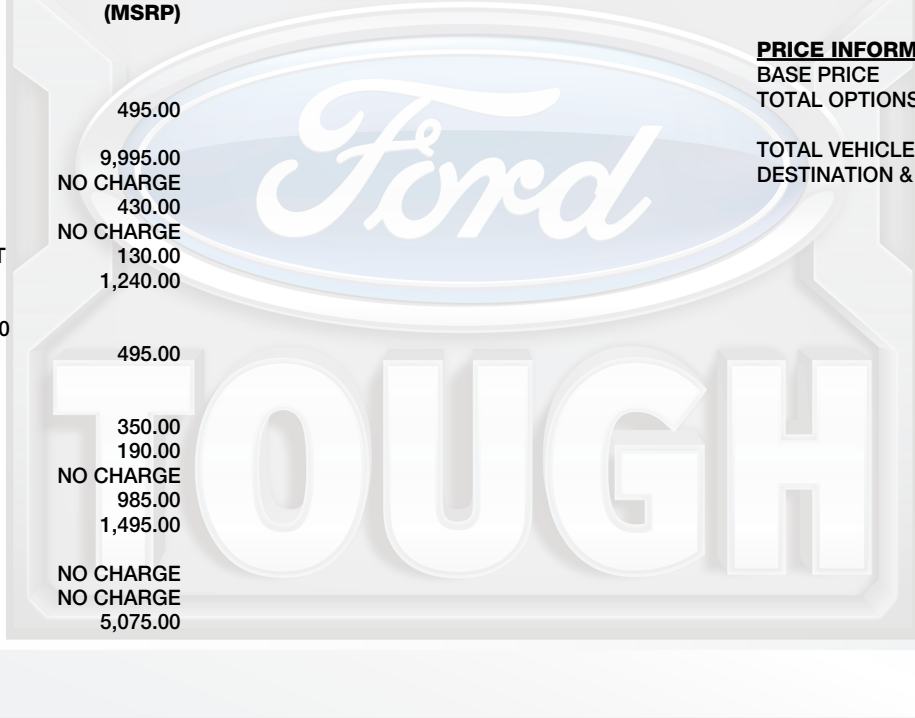 (MSRP)
495.00
9,995.00
NO CHARGE
430.00
NO CHARGE
T 130.00
1,240.00
0
495.00
350.00
190.00
NO CHARGE
985.00
1,495.00
NO CHARGE
NO CHARGE
5,075.00
PRICE INFORM
BASE PRICE
TOTAL OPTIONS
TOTAL VEHICLE
DESTINATION &
Ford
TOUGH